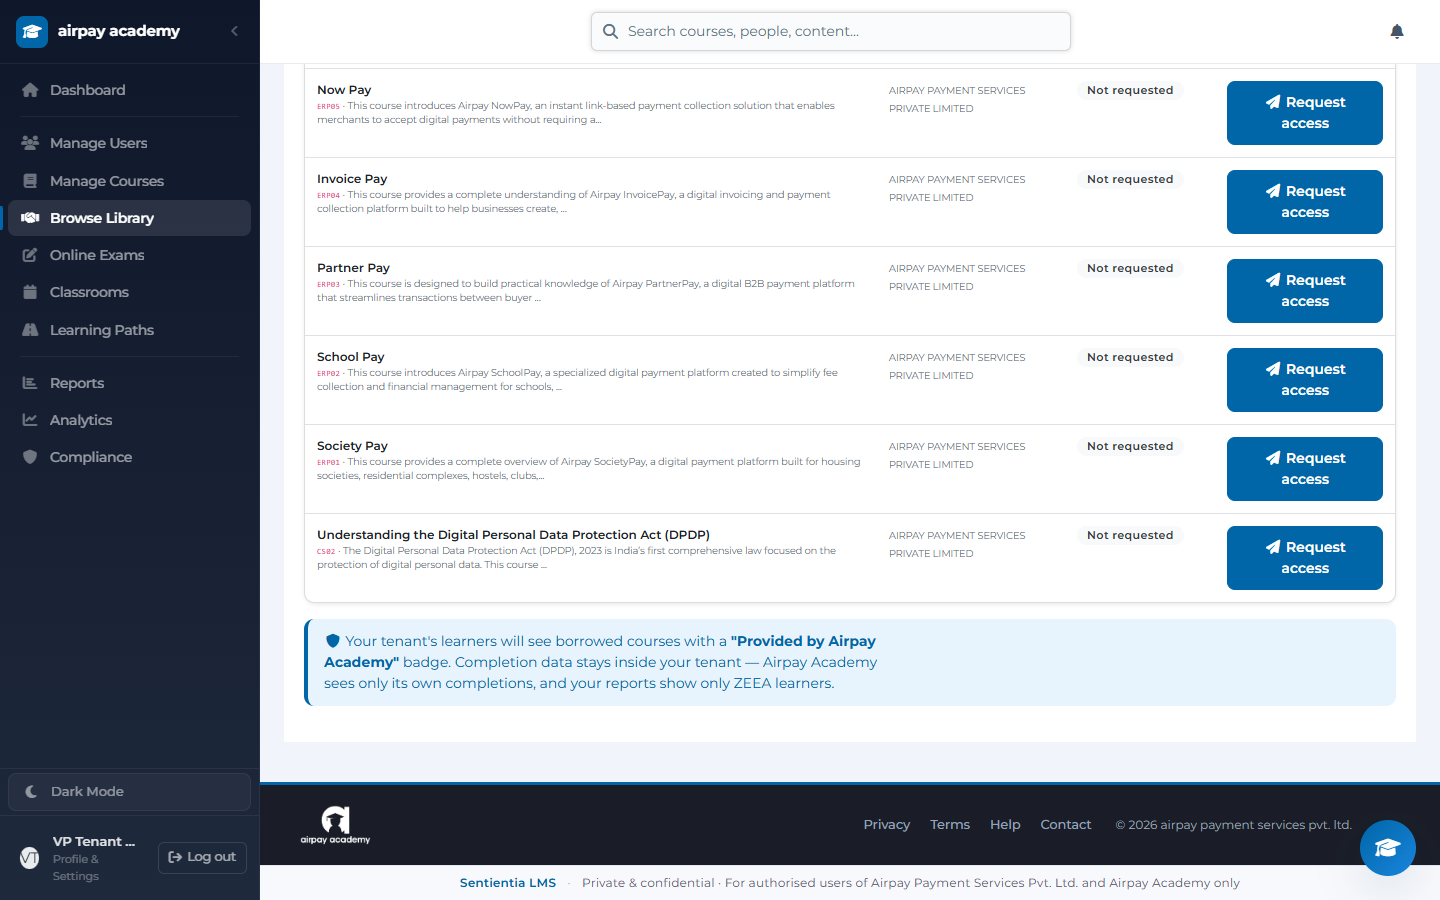 airpay academy
Search courses, people, content...
Dashboard
Manage Users
Manage Courses
Browse Library
Online Exams
Classrooms
Learning Paths
Reports
Analytics
Compliance
Dark Mode
VP Tenant ...
Profile &
Settings
Log out
Now Pay
ERP05 · This course introduces Airpay NowPay, an instant link-based payment collection solution that enables
merchants to accept digital payments without requiring a...
AIRPAY PAYMENT SERVICES
PRIVATE LIMITED
Not requested
Request
access
Invoice Pay
ERP04 · This course provides a complete understanding of Airpay InvoicePay, a digital invoicing and payment
collection platform built to help businesses create, ...
AIRPAY PAYMENT SERVICES
PRIVATE LIMITED
Not requested
Request
access
Partner Pay
ERP03 · This course is designed to build practical knowledge of Airpay PartnerPay, a digital B2B payment platform
that streamlines transactions between buyer ...
AIRPAY PAYMENT SERVICES
PRIVATE LIMITED
Not requested
Request
access
School Pay
ERP02 · This course introduces Airpay SchoolPay, a specialized digital payment platform created to simplify fee
collection and financial management for schools, ...
AIRPAY PAYMENT SERVICES
PRIVATE LIMITED
Not requested
Request
access
Society Pay
ERP01 · This course provides a complete overview of Airpay SocietyPay, a digital payment platform built for housing
societies, residential complexes, hostels, clubs,...
AIRPAY PAYMENT SERVICES
PRIVATE LIMITED
Not requested
Request
access
Understanding the Digital Personal Data Protection Act (DPDP)
CS02 · The Digital Personal Data Protection Act (DPDP), 2023 is India's first comprehensive law focused on the
protection of digital personal data. This course ...
AIRPAY PAYMENT SERVICES
PRIVATE LIMITED
Not requested
Request
access
Your tenant's learners will see borrowed courses with a "Provided by Airpay
Academy" badge. Completion data stays inside your tenant — Airpay Academy
sees only its own completions, and your reports show only ZEEA learners.
airpay academy
Privacy Terms Help Contact © 2026 airpay payment services pvt. ltd.
Sentientia LMS · Private & confidential · For authorised users of Airpay Payment Services Pvt. Ltd. and Airpay Academy only
VT